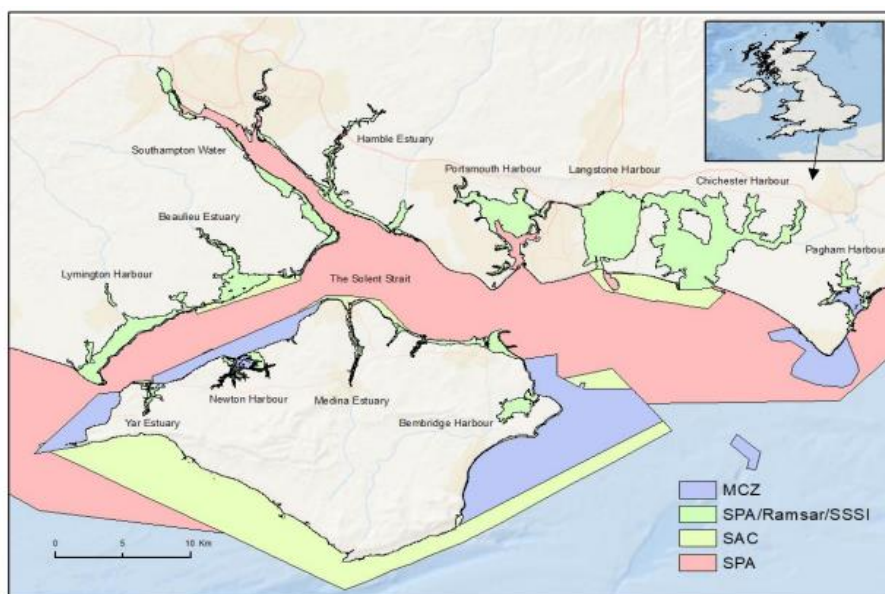 Southampton Water
Hamble Estuary
Portsmouth Harbour
Langstone Harbour
Chichester Harbour
Beaulieu Estuary
Pagham Harbour
Lymington Harbour
The Solent Strait
Newton Harbour
Medina Estuary
Yar Estuary
Bembridge Harbour
MCZ
SPA/Ramsar/SSSI
SAC
SPA
0 5 10 Km